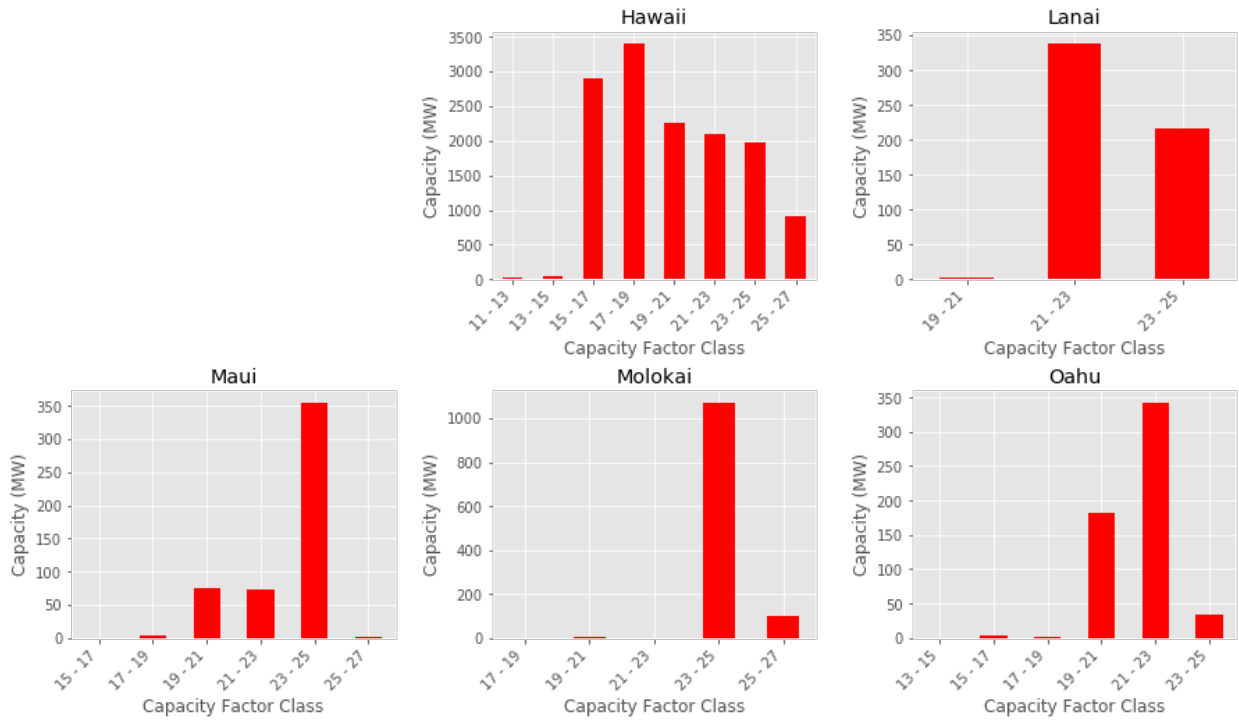 Hawaii
Capacity (MW)
3500
3000
2500
2000
1500
1000
500
0
11 - 13
13 - 15
15 - 17
17 - 19
19 - 21
21 - 23
23 - 25
25 - 27
Capacity Factor Class
Lanai
Capacity (MW)
350
300
250
200
150
100
50
0
19 - 21
21 - 23
23 - 25
Capacity Factor Class
Maui
Capacity (MW)
350
300
250
200
150
100
50
0
15 - 17
17 - 19
19 - 21
21 - 23
23 - 25
25 - 27
Capacity Factor Class
Molokai
Capacity (MW)
1000
800
600
400
200
0
17 - 19
19 - 21
21 - 23
23 - 25
25 - 27
Capacity Factor Class
Oahu
Capacity (MW)
350
300
250
200
150
100
50
0
13 - 15
15 - 17
17 - 19
19 - 21
21 - 23
23 - 25
Capacity Factor Class